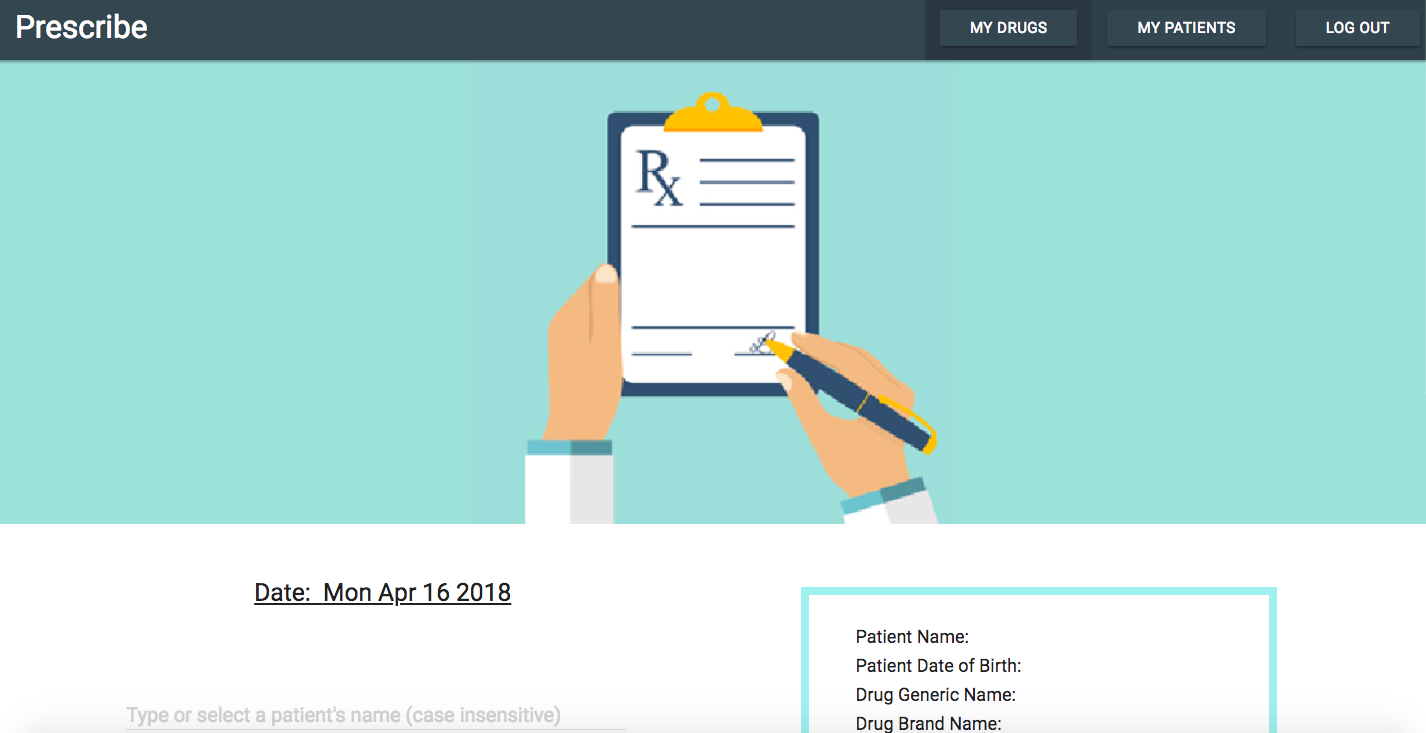 Prescribe
MY DRUGS
MY PATIENTS
LOG OUT
Rx
Date:  Mon Apr 16 2018
Type or select a patient's name (case insensitive)
Patient Name:
Patient Date of Birth:
Drug Generic Name:
Drug Brand Name: